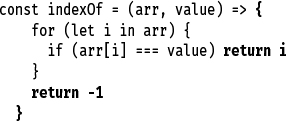 const indexOf = (arr, value) => {
    for (let i in arr) {
      if (arr[i] === value) return i
    }
    return -1
  }